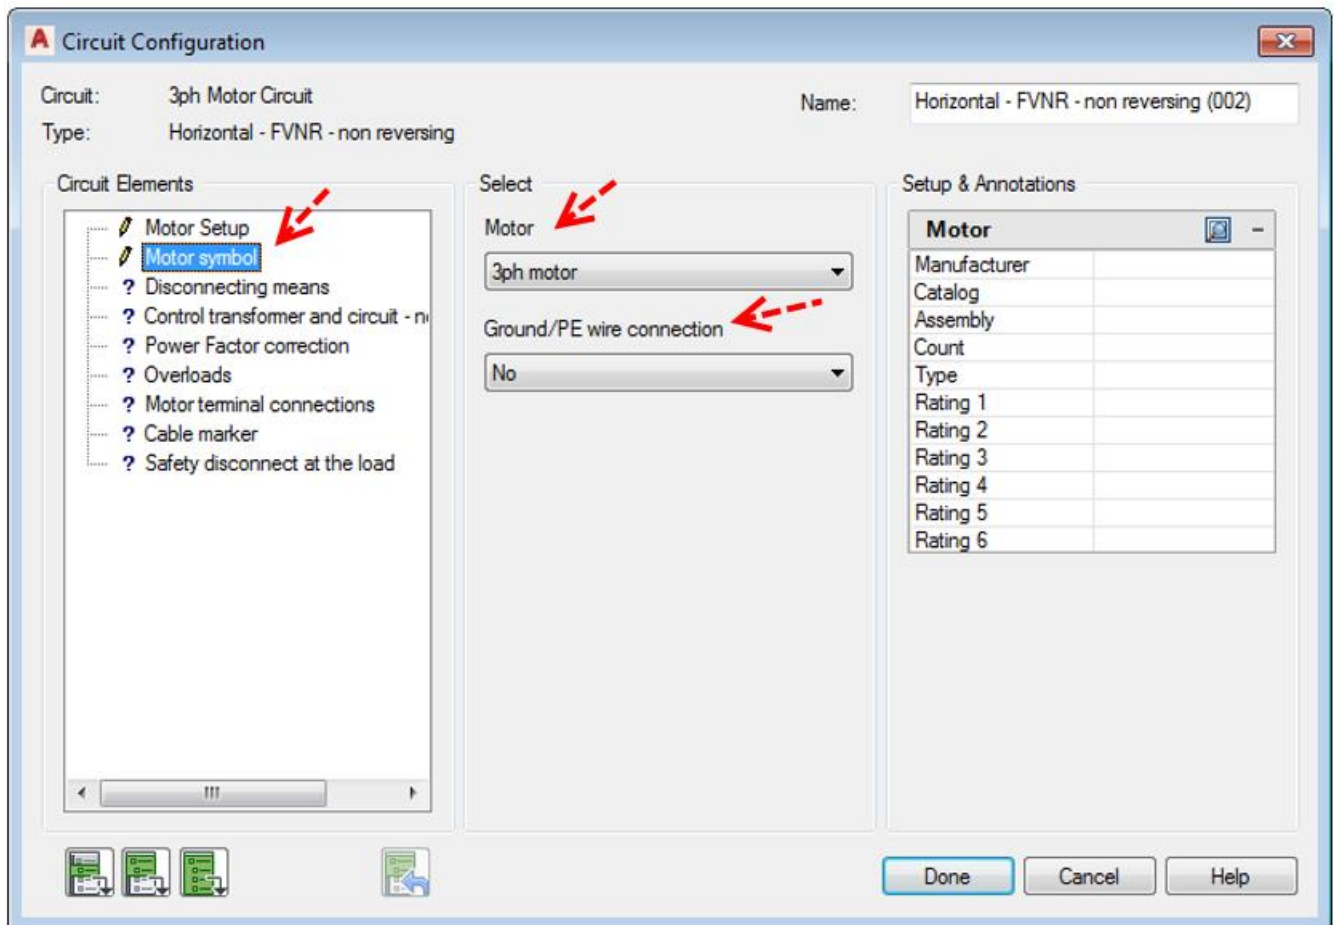 A Circuit Configuration
Circuit: 3ph Motor Circuit
Name: Horizontal - FVNR - non reversing (002)
Type: Horizontal - FVNR - non reversing
Circuit Elements
Motor Setup
Motor symbol
? Disconnecting means
? Control transformer and circuit - n
? Power Factor correction
? Overloads
? Motor terminal connections
? Cable marker
? Safety disconnect at the load
Select
Motor
3ph motor
Ground/PE wire connection
No
Setup & Annotations
Motor
Manufacturer
Catalog
Assembly
Count
Type
Rating 1
Rating 2
Rating 3
Rating 4
Rating 5
Rating 6
Done Cancel Help